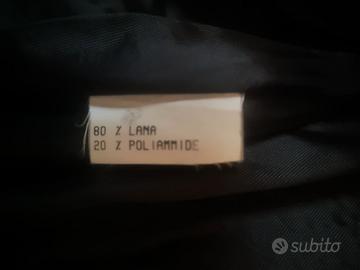 80 % LANA
20 % POLIAMMIDE
subito